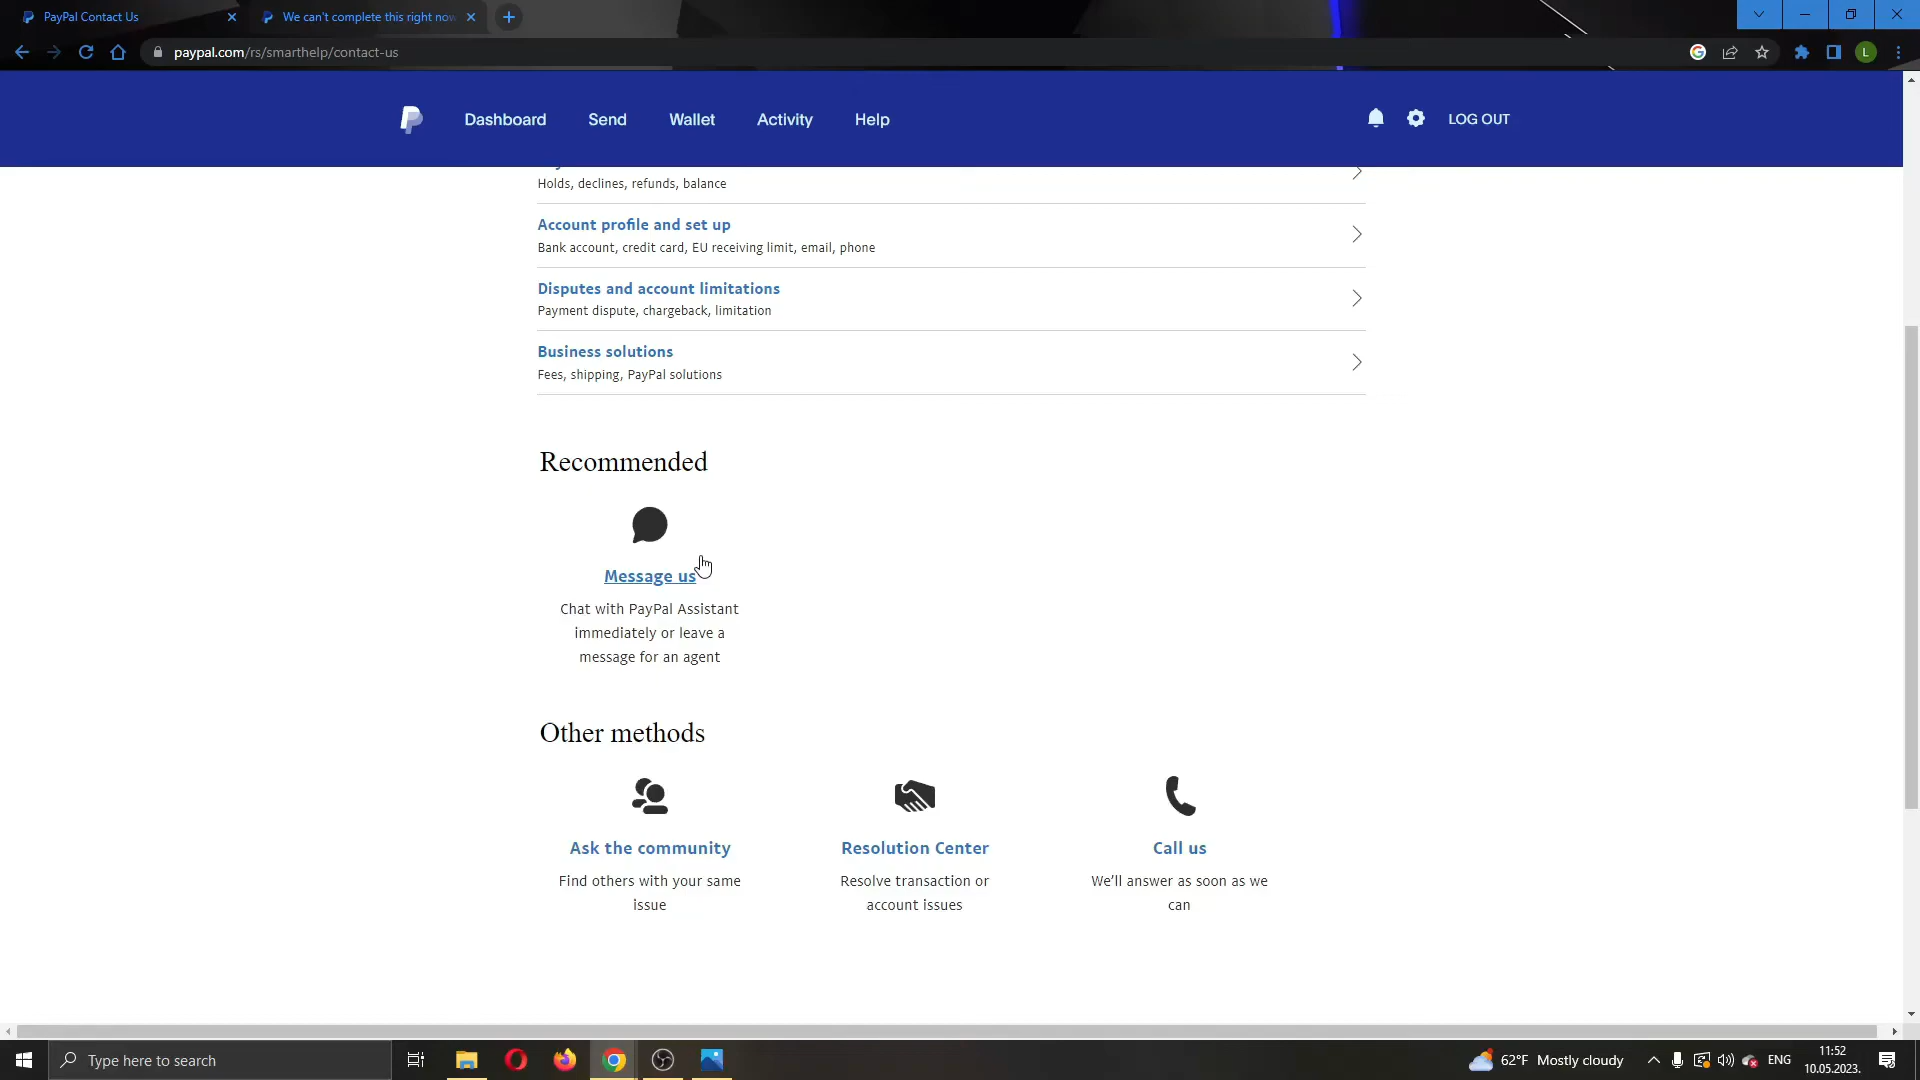 PayPal Contact Us
We can't complete this right now
paypal.com/rs/smarthelp/contact-us
L
Dashboard
Send
Wallet
Activity
Help
LOG OUT
Holds, declines, refunds, balance
Account profile and set up
Bank account, credit card, EU receiving limit, email, phone
Disputes and account limitations
Payment dispute, chargeback, limitation
Business solutions
Fees, shipping, PayPal solutions
Recommended
Message us
Chat with PayPal Assistant
immediately or leave a
message for an agent
Other methods
Ask the community
Find others with your same
issue
Resolution Center
Resolve transaction or
account issues
Call us
We'll answer as soon as we
can
Type here to search
62°F Mostly cloudy
ENG
11:52
10.05.2023.